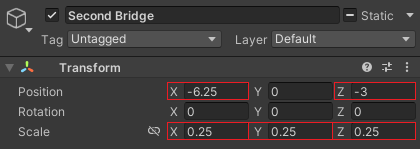 Second Bridge Static
Tag Untagged Layer Default
Transform
Position X -6.25 Y 0 Z -3
Rotation X 0 Y 0 Z 0
Scale X 0.25 Y 0.25 Z 0.25